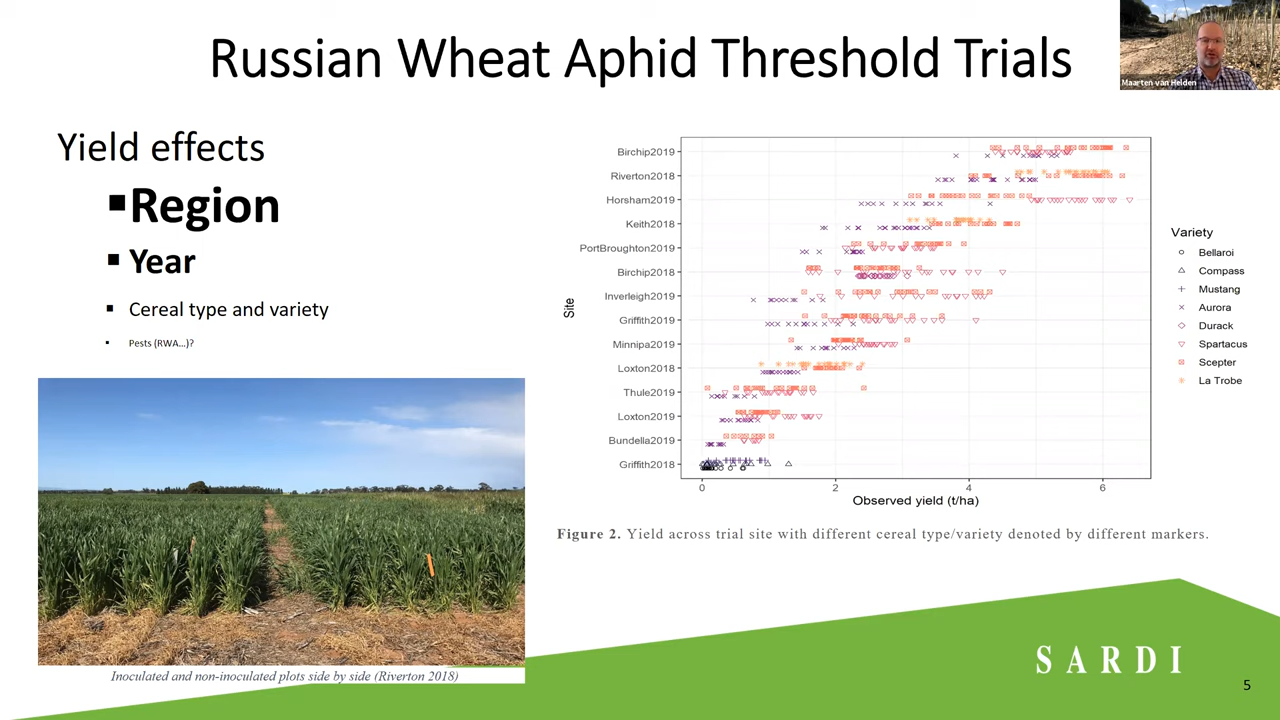 Russian Wheat Aphid Threshold Trials
Maarten van Helden
Yield effects
Region
Year
Cereal type and variety
Pests (RWA...)?
Inoculated and non-inoculated plots side by side (Riverton 2018)
Site
Birchip2019
Riverton2018
Horsham2019
Keith2018
PortBroughton2019
Birchip2018
Inverleigh2019
Griffith2019
Minnipa2019
Loxton2018
Thule2019
Loxton2019
Bundella2019
Griffith2018
0 2 4 6
Observed yield (t/ha)
Variety
Bellaroi
Compass
Mustang
Aurora
Durack
Spartacus
Scepter
La Trobe
Figure 2. Yield across trial site with different cereal type/variety denoted by different markers.
SARDI
5